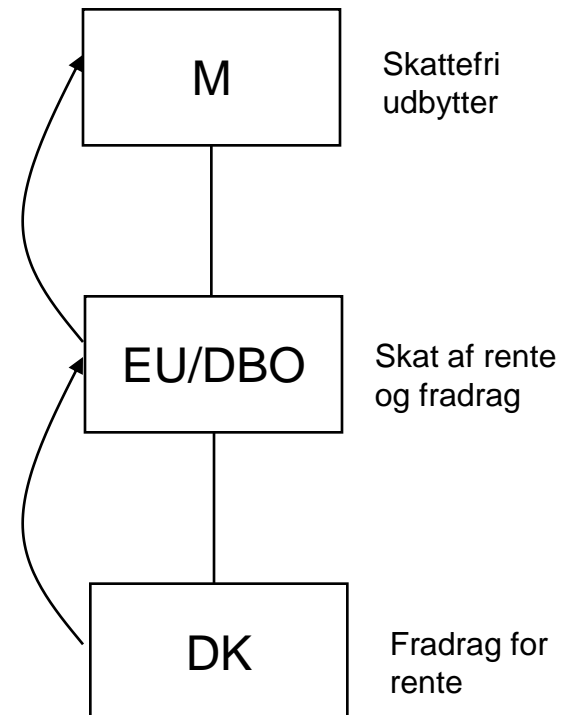 M
Skattefri
udbytter
EU/DBO
Skat af rente
og fradrag
DK
Fradrag for
rente